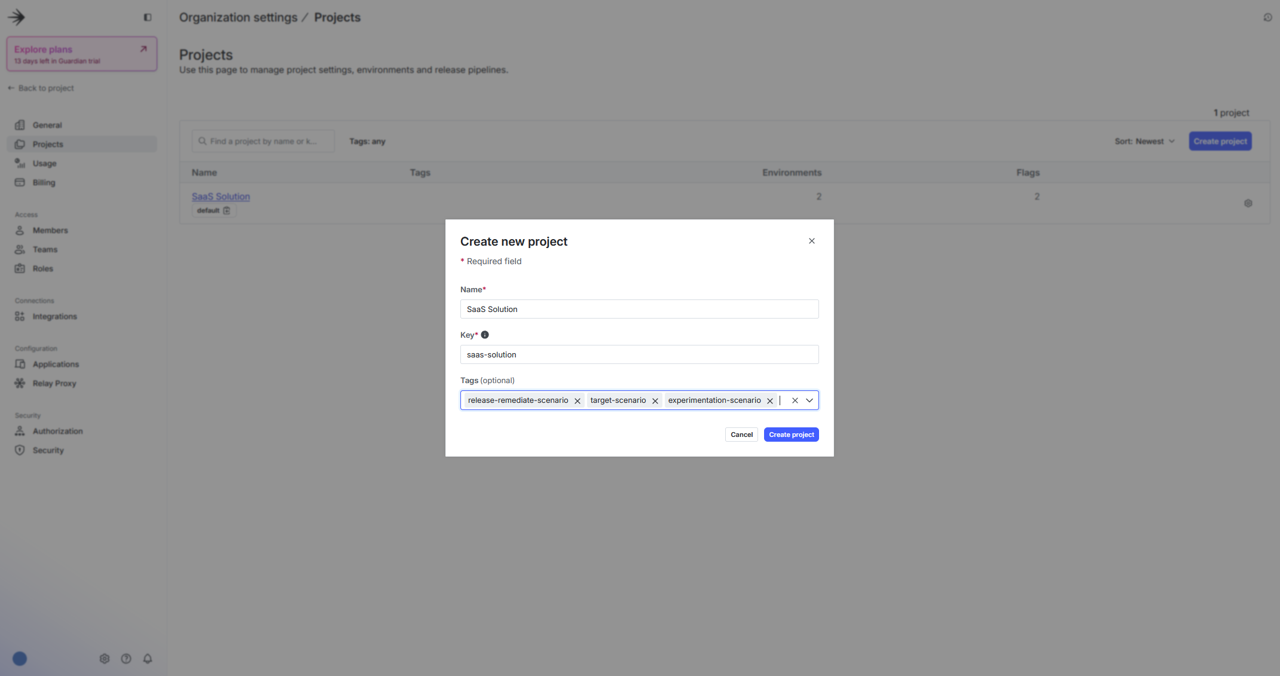 Organization settings / Projects
Explore plans
13 days left in Guardian trial
Back to project
General
Projects
Usage
Billing
Access
Members
Teams
Roles
Connections
Integrations
Configuration
Applications
Relay Proxy
Security
Authorization
Security
Projects
Use this page to manage project settings, environments and release pipelines.
1 project
Find a project by name or k...
Tags: any
Sort: Newest
Create project
Name Tags Environments Flags
SaaS Solution 2 2
default
Create new project
* Required field
Name*
SaaS Solution
Key*
saas-solution
Tags (optional)
release-remediate-scenario target-scenario experimentation-scenario
Cancel Create project